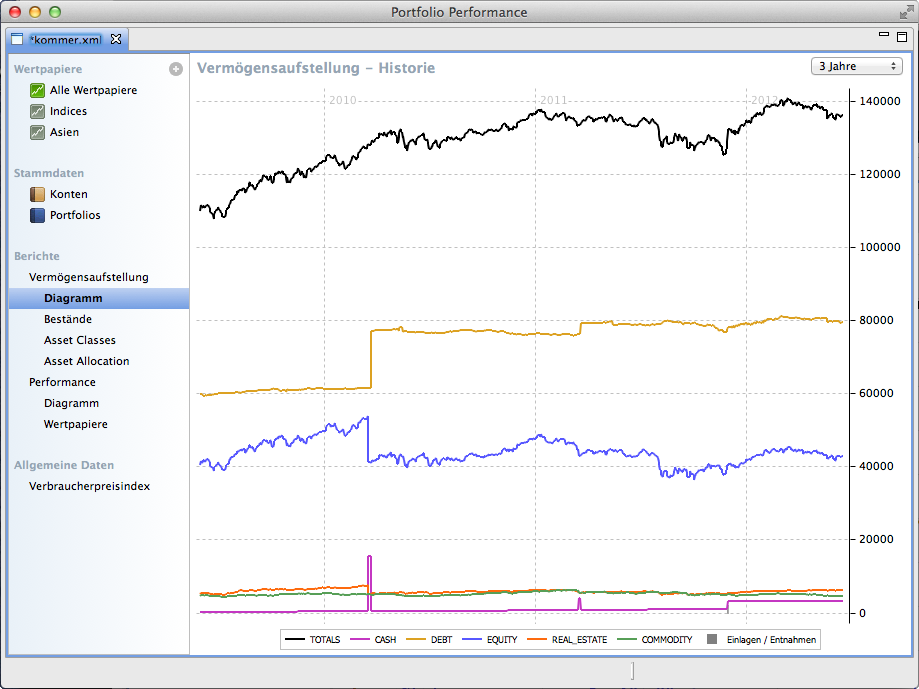 Portfolio Performance
*kommer.xml
Wertpapiere
Alle Wertpapiere
Indices
Asien
Stammdaten
Konten
Portfolios
Berichte
Vermögensaufstellung
Diagramm
Bestände
Asset Classes
Asset Allocation
Performance
Diagramm
Wertpapiere
Allgemeine Daten
Verbraucherpreisindex
Vermögensaufstellung – Historie
3 Jahre
2010
2011
2012
140000
120000
100000
80000
60000
40000
20000
0
TOTALS CASH DEBT EQUITY REAL_ESTATE COMMODITY Einlagen / Entnahmen